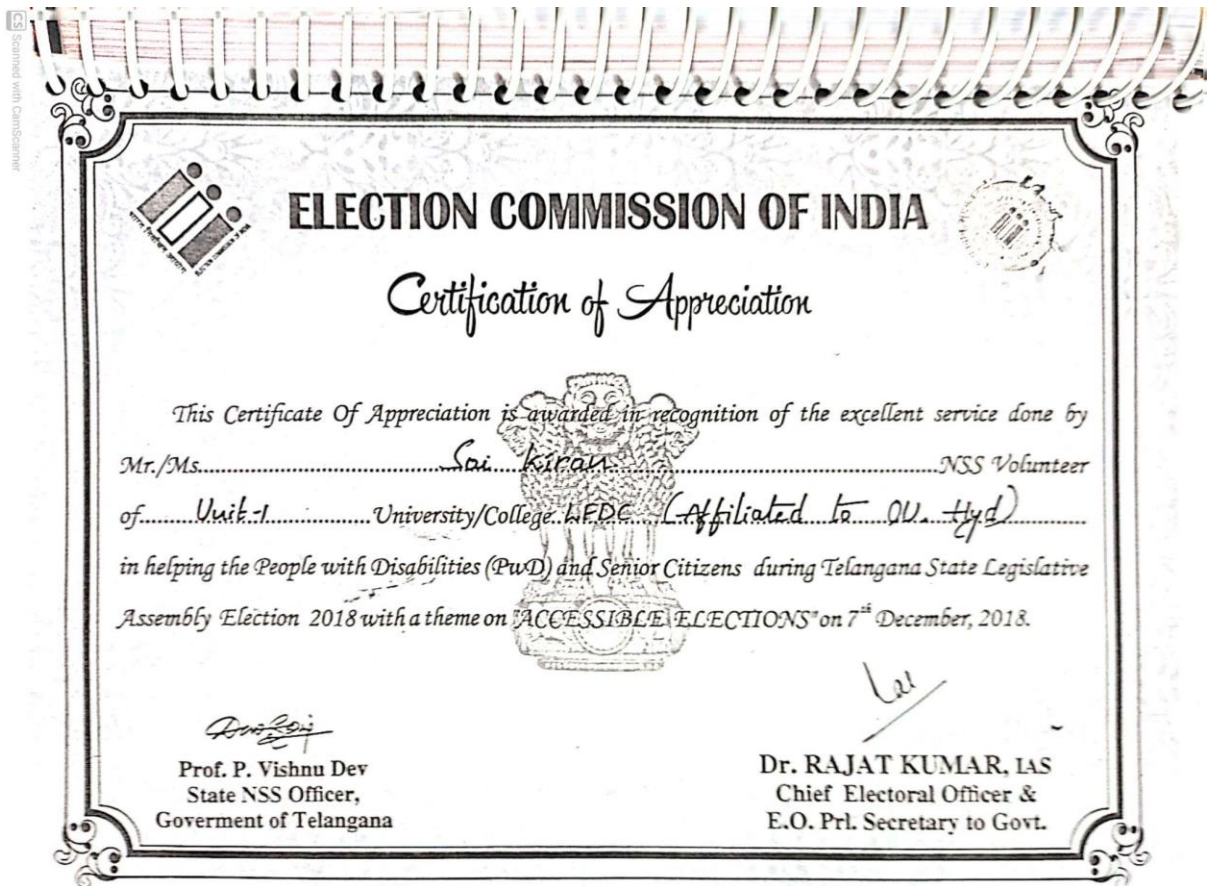 CS Scanned with CamScanner
ELECTION COMMISSION OF INDIA
Certification of Appreciation
This Certificate Of Appreciation is awarded in recognition of the excellent service done by
Mr./Ms. Sai Kiran NSS Volunteer
of Unit-1 University/College LFDC (Affiliated to OU. Hyd)
in helping the People with Disabilities (PwD) and Senior Citizens during Telangana State Legislative
Assembly Election 2018 with a theme on "ACCESSIBLE ELECTIONS" on 7th December, 2018.
Prof. P. Vishnu Dev
State NSS Officer,
Goverment of Telangana
Dr. RAJAT KUMAR, IAS
Chief Electoral Officer &
E.O. Prl. Secretary to Govt.